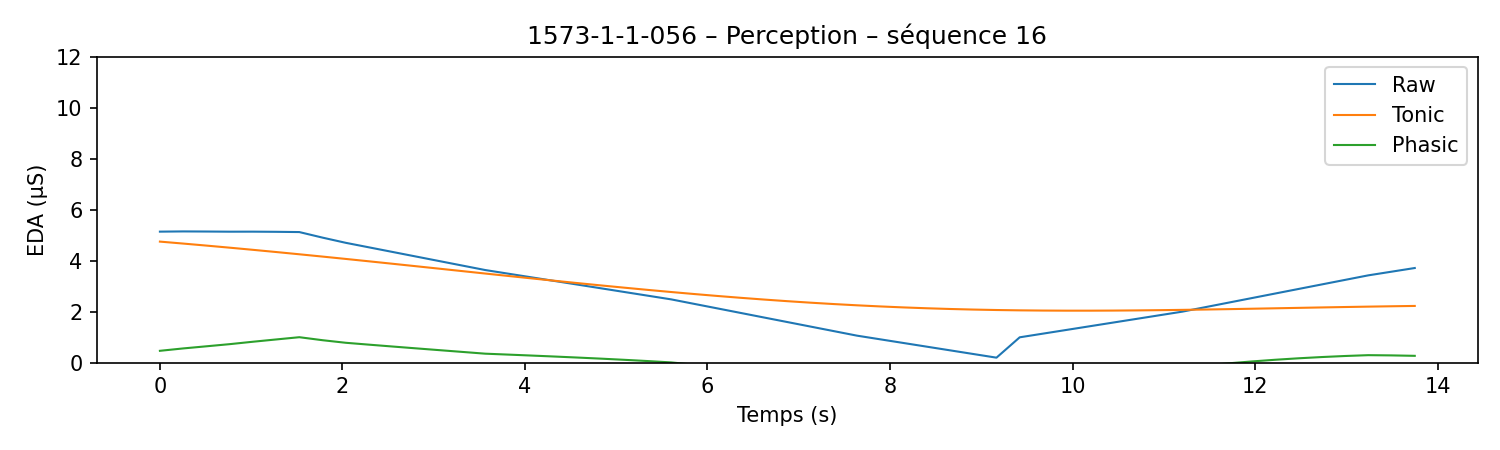 1573-1-1-056 – Perception – séquence 16
EDA (µS)
12
10
8
6
4
2
0
Raw
Tonic
Phasic
0 2 4 6 8 10 12 14
Temps (s)